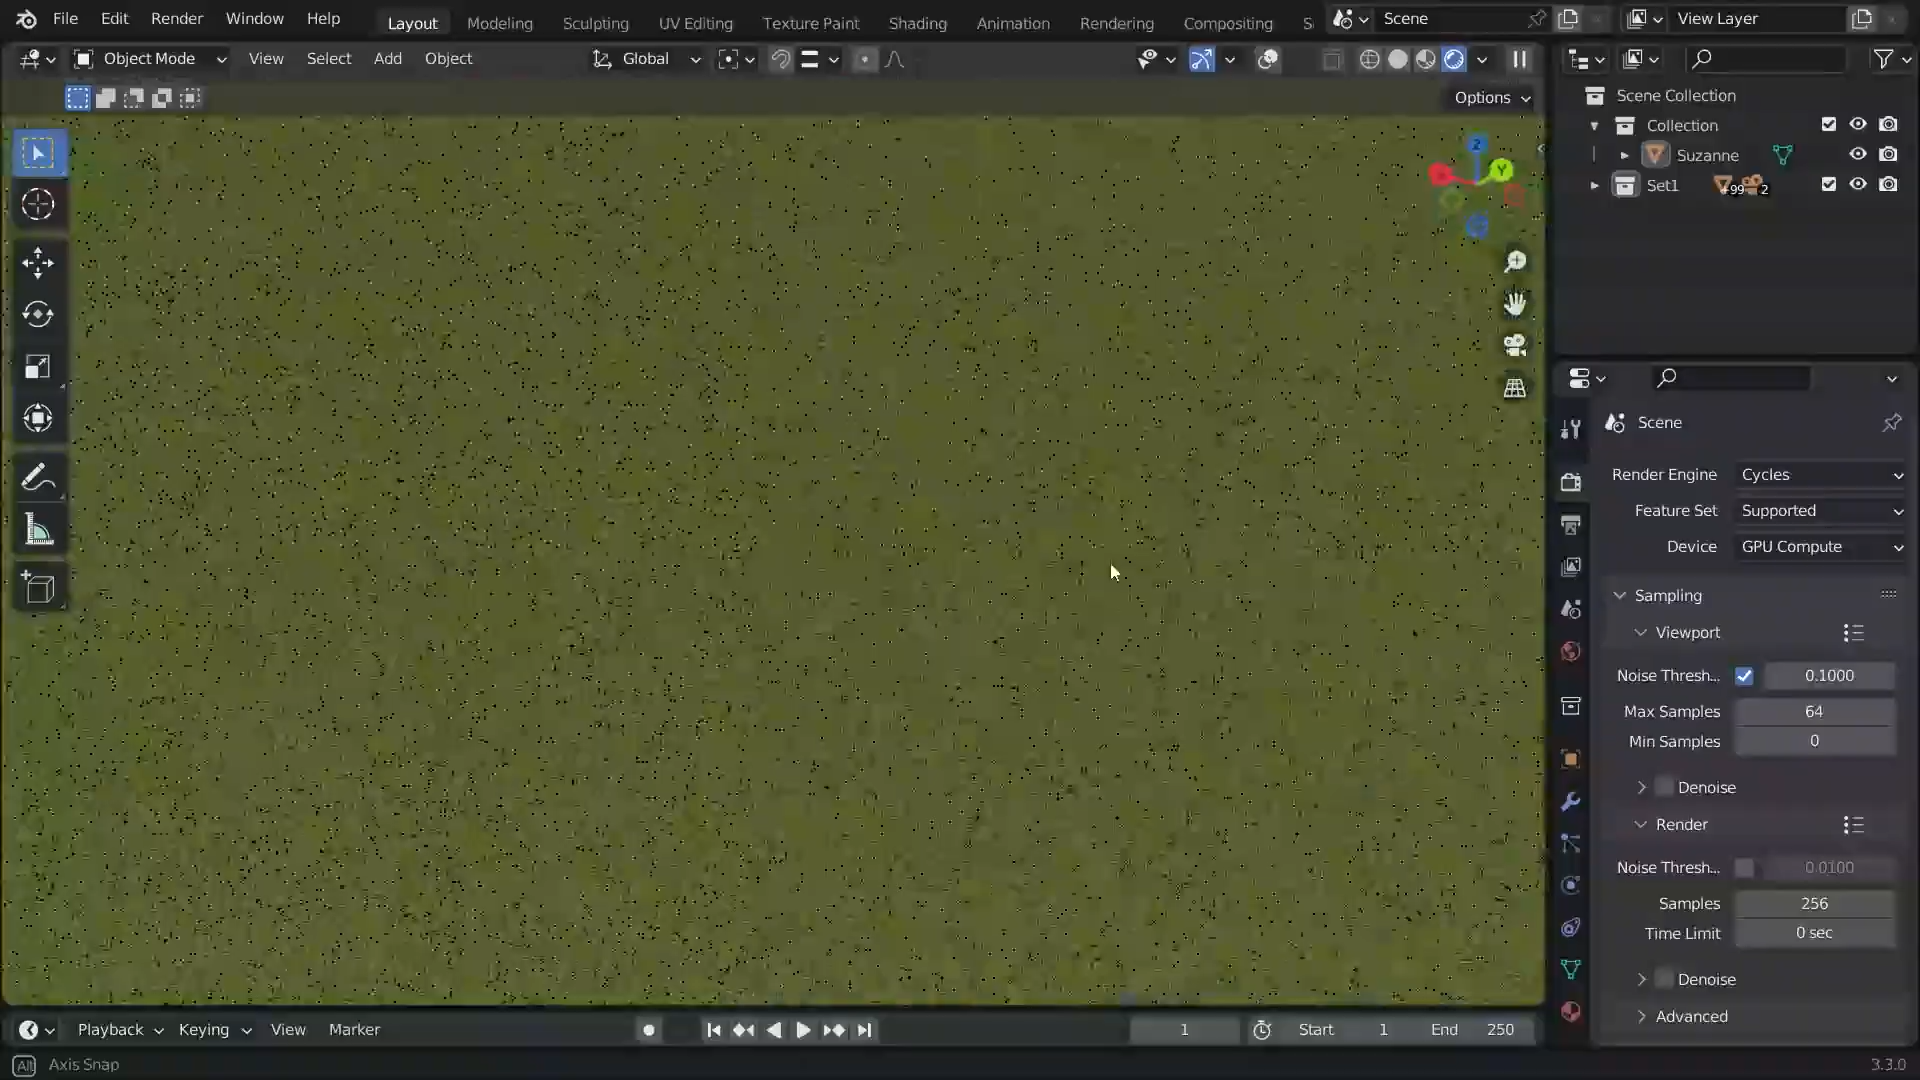 File Edit Render Window Help Layout Modeling Sculpting UV Editing Texture Paint Shading Animation Rendering Compositing S Scene View Layer
Object Mode View Select Add Object Global
Options
Z
Y
Scene Collection
Collection
Suzanne
Set1 +99 2
Scene
Render Engine Cycles
Feature Set Supported
Device GPU Compute
Sampling
Viewport
Noise Thresh... 0.1000
Max Samples 64
Min Samples 0
Denoise
Render
Noise Thresh... 0.0100
Samples 256
Time Limit 0 sec
Denoise
Advanced
Playback Keying View Marker 1 Start 1 End 250
Alt Axis Snap 3.3.0